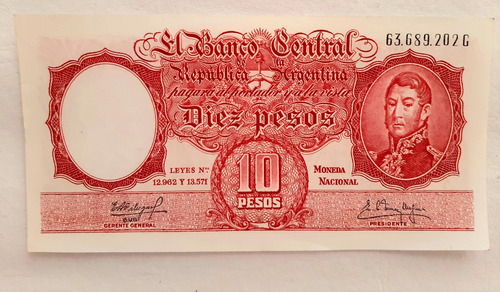 El Banco Central
63.689.202 G
de la
República Argentina
pagará al portador y a la vista
Diez pesos
LEYES Nos.
12.962 Y 13.571
10
PESOS
MONEDA
NACIONAL
GERENTE GENERAL
PRESIDENTE